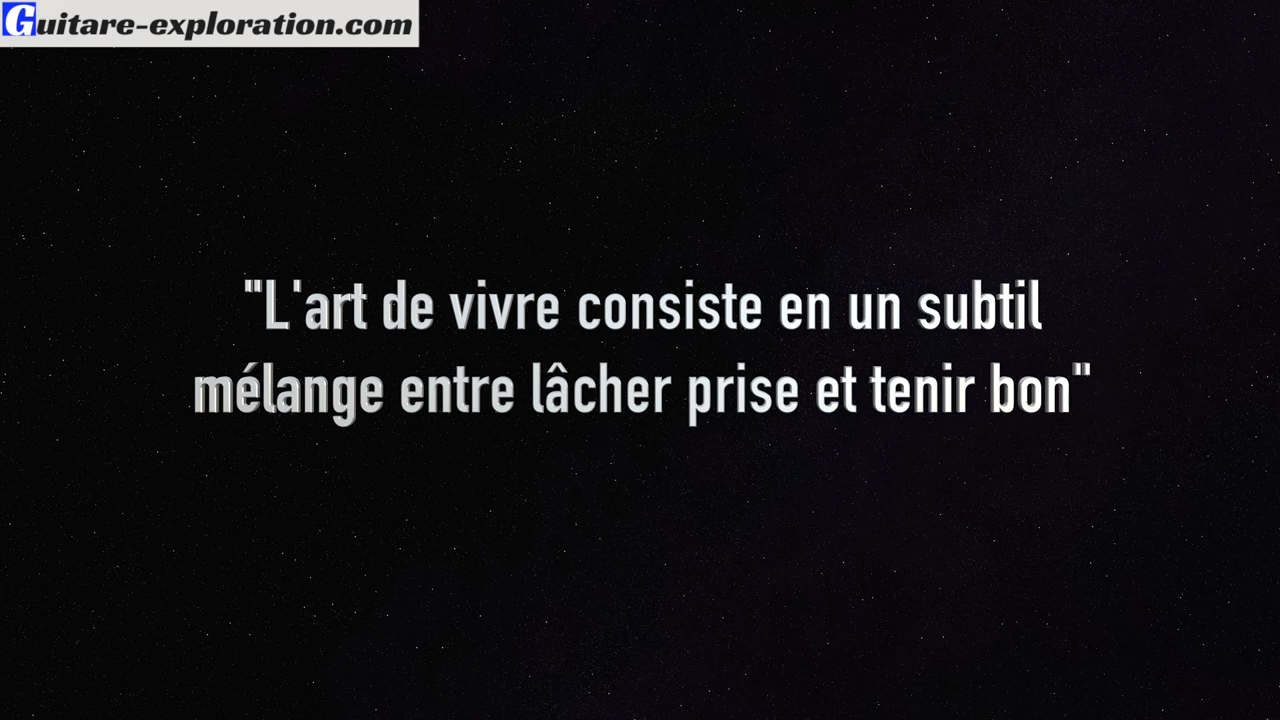 Guitare-exploration.com
"L'art de vivre consiste en un subtil
mélange entre lâcher prise et tenir bon"